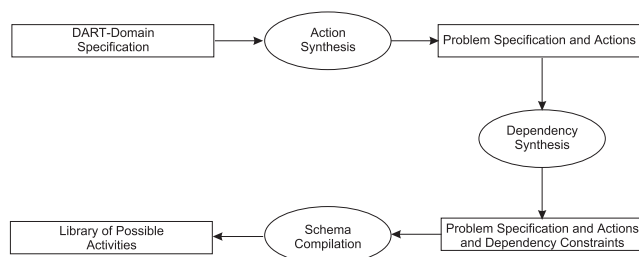 DART-Domain
Specification
Action
Synthesis
Problem Specification and Actions
Dependency
Synthesis
Problem Specification and Actions
and Dependency Constraints
Schema
Compilation
Library of Possible
Activities